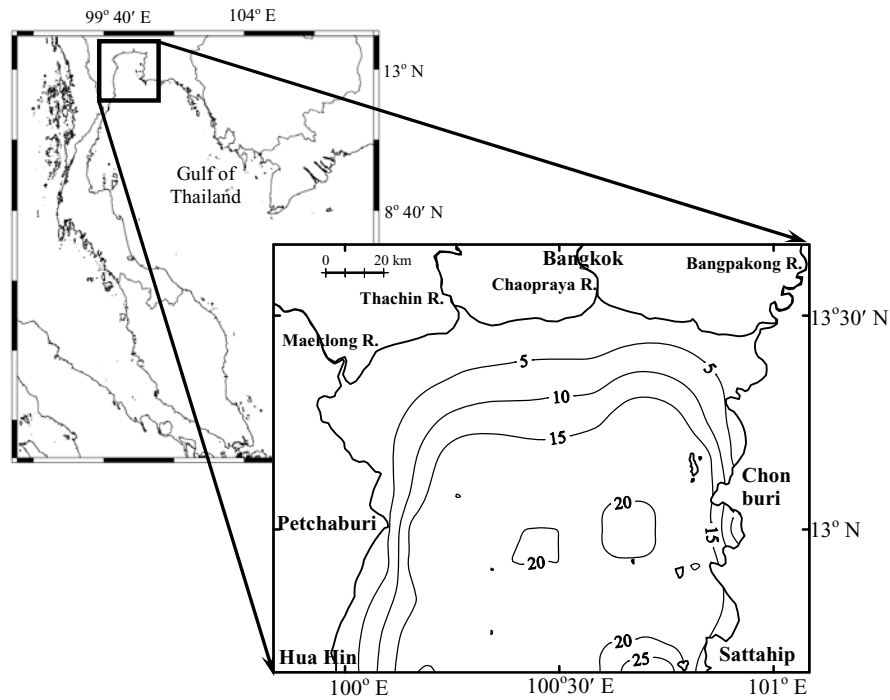 99° 40′ E 104° E
13° N
Gulf of
Thailand
8° 40′ N
0 20 km
Bangkok
Bangpakong R.
Thachin R.
Chaopraya R.
13°30′ N
Maeklong R.
5 5
10
15
Chon
buri
20
Petchaburi
15
13° N
20
20
25
Hua Hin
Sattahip
100° E 100°30′ E 101° E